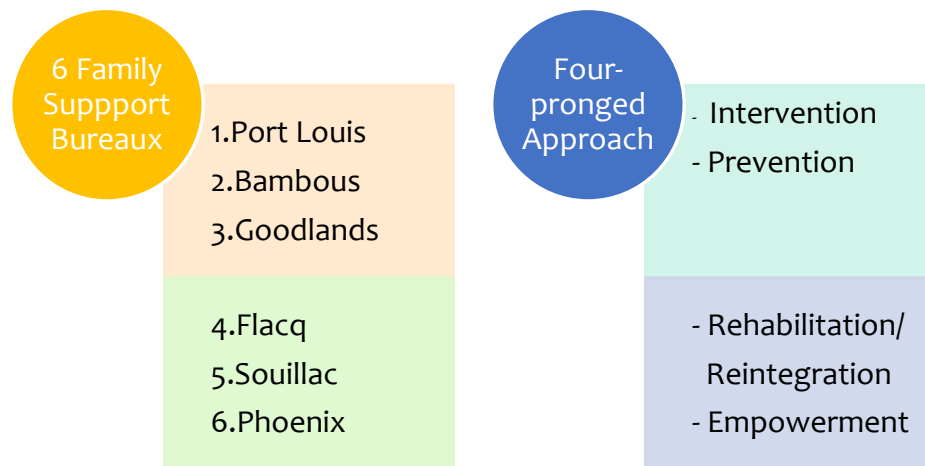 6 Family
Suppport
Bureaux
1.Port Louis
2.Bambous
3.Goodlands
4.Flacq
5.Souillac
6.Phoenix
Four-
pronged
Approach
- Intervention
- Prevention
- Rehabilitation/
Reintegration
- Empowerment